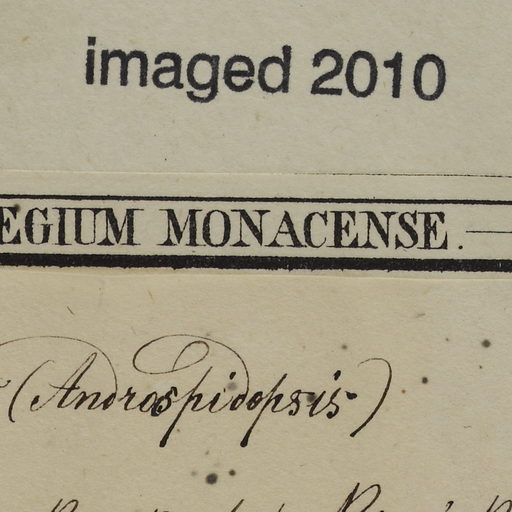 imaged 2010
EGIUM MONACENSE.
(Androspidopsis)